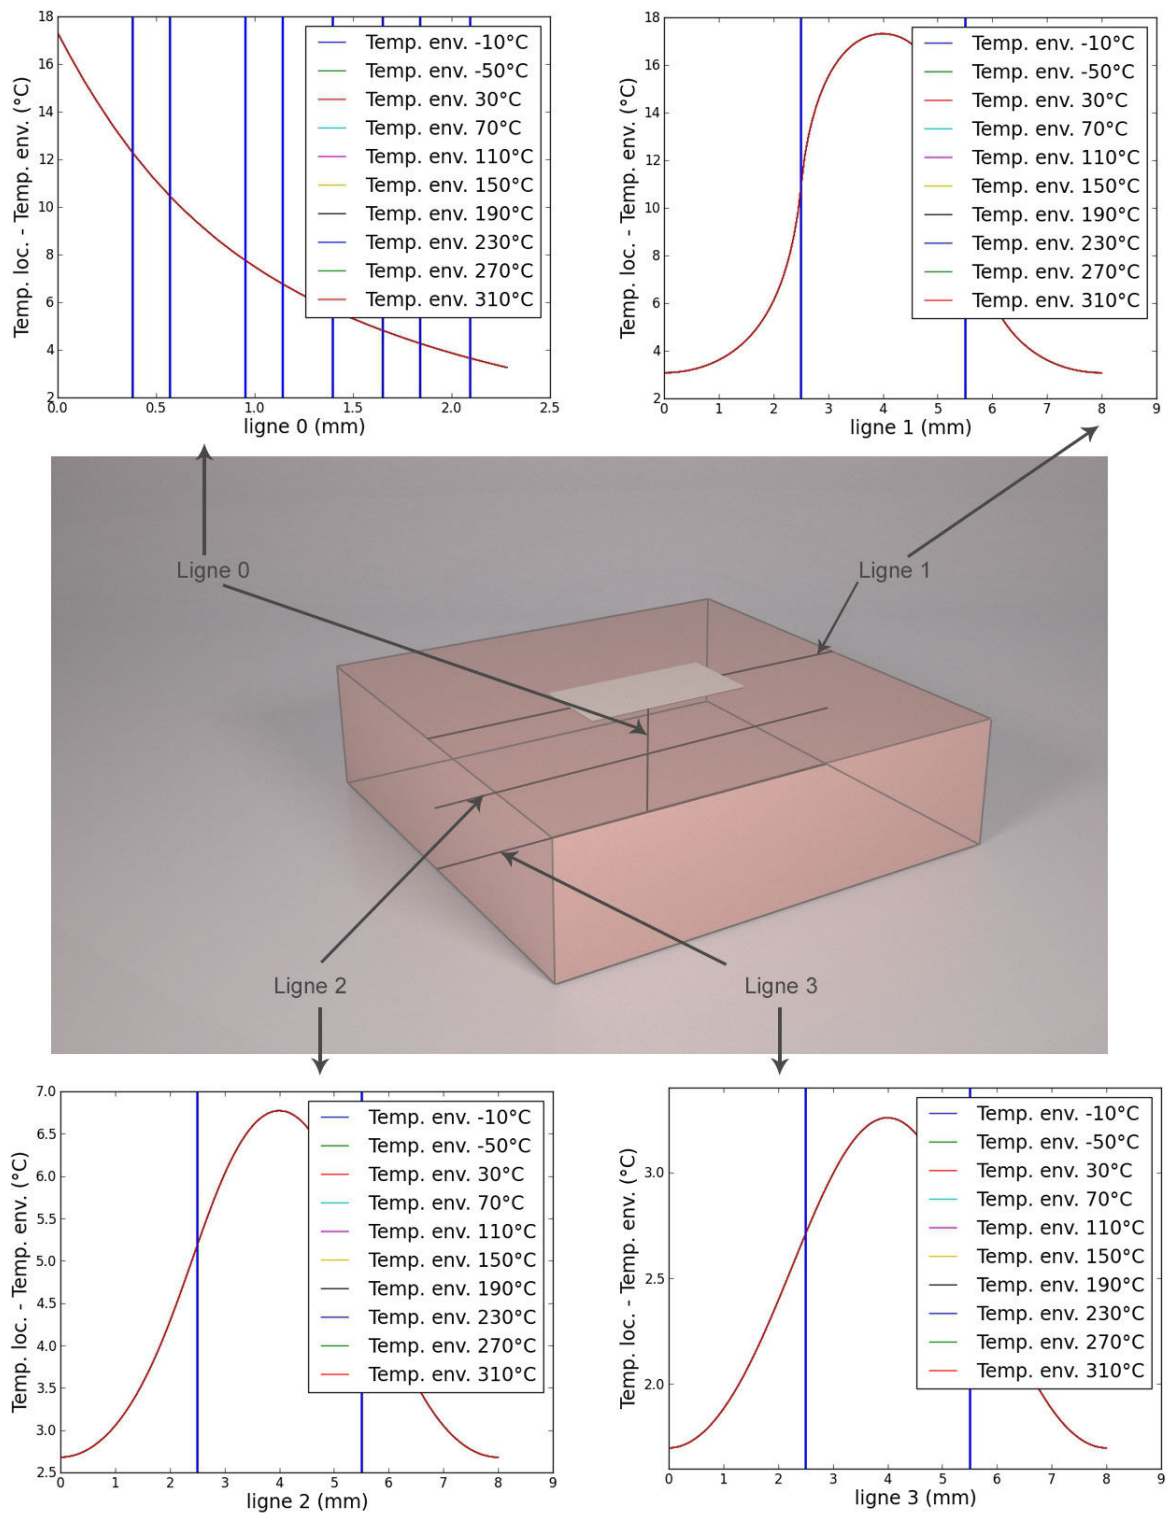 Temp. loc. - Temp. env. (°C)
18
16
14
12
10
8
6
4
2
0.0 0.5 1.0 1.5 2.0 2.5
ligne 0 (mm)
Temp. env. -10°C
Temp. env. -50°C
Temp. env. 30°C
Temp. env. 70°C
Temp. env. 110°C
Temp. env. 150°C
Temp. env. 190°C
Temp. env. 230°C
Temp. env. 270°C
Temp. env. 310°C
Temp. loc. - Temp. env. (°C)
18
16
14
12
10
8
6
4
2
0 1 2 3 4 5 6 7 8 9
ligne 1 (mm)
Temp. env. -10°C
Temp. env. -50°C
Temp. env. 30°C
Temp. env. 70°C
Temp. env. 110°C
Temp. env. 150°C
Temp. env. 190°C
Temp. env. 230°C
Temp. env. 270°C
Temp. env. 310°C
Ligne 0
Ligne 1
Ligne 2
Ligne 3
Temp. loc. - Temp. env. (°C)
7.0
6.5
6.0
5.5
5.0
4.5
4.0
3.5
3.0
2.5
0 1 2 3 4 5 6 7 8 9
ligne 2 (mm)
Temp. env. -10°C
Temp. env. -50°C
Temp. env. 30°C
Temp. env. 70°C
Temp. env. 110°C
Temp. env. 150°C
Temp. env. 190°C
Temp. env. 230°C
Temp. env. 270°C
Temp. env. 310°C
Temp. loc. - Temp. env. (°C)
3.0
2.5
2.0
0 1 2 3 4 5 6 7 8 9
ligne 3 (mm)
Temp. env. -10°C
Temp. env. -50°C
Temp. env. 30°C
Temp. env. 70°C
Temp. env. 110°C
Temp. env. 150°C
Temp. env. 190°C
Temp. env. 230°C
Temp. env. 270°C
Temp. env. 310°C